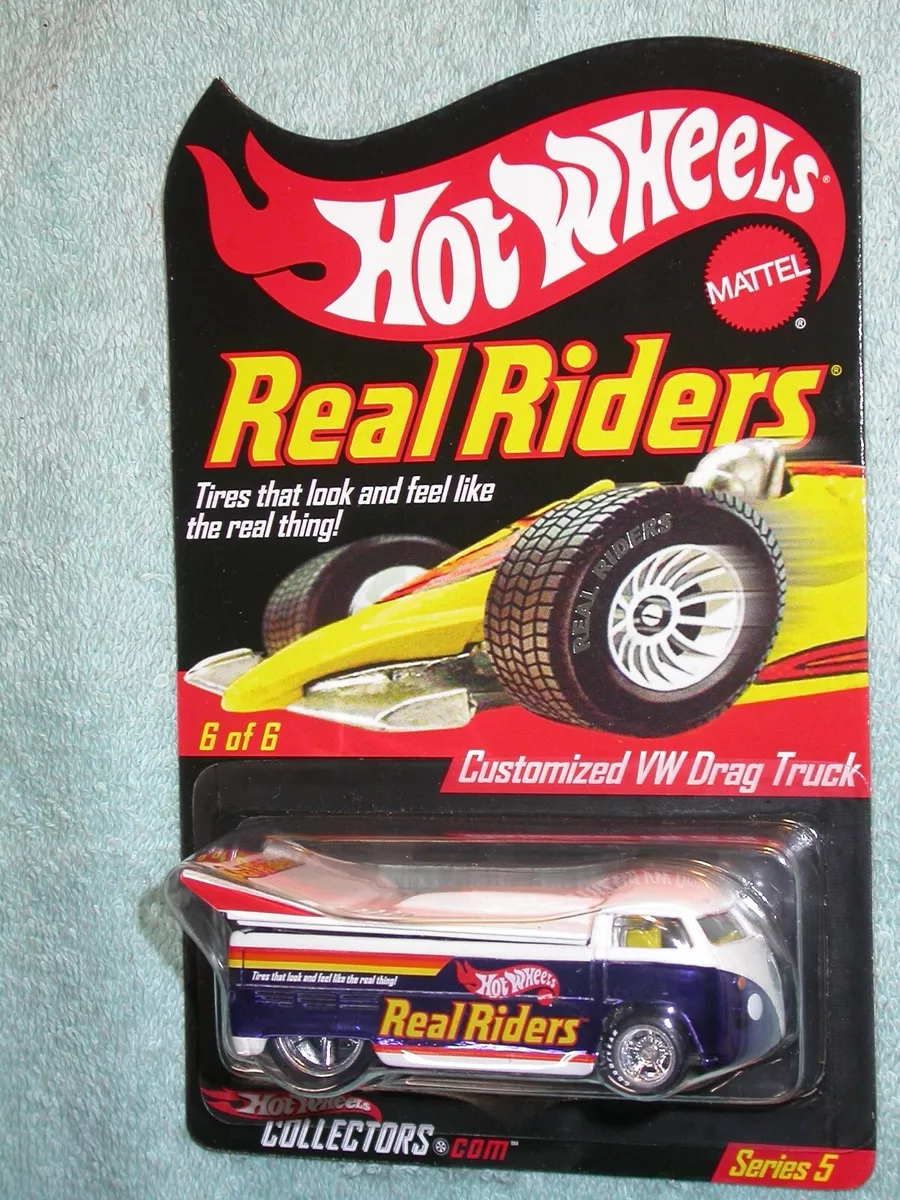 Hot Wheels®
MATTEL
®
Real Riders®
Tires that look and feel like
the real thing!
REAL RIDERS
6 of 6
Customized VW Drag Truck
Tires that look and feel like the real thing!
Hot Wheels
Real Riders
Hot Wheels
COLLECTORS.com™
Series 5